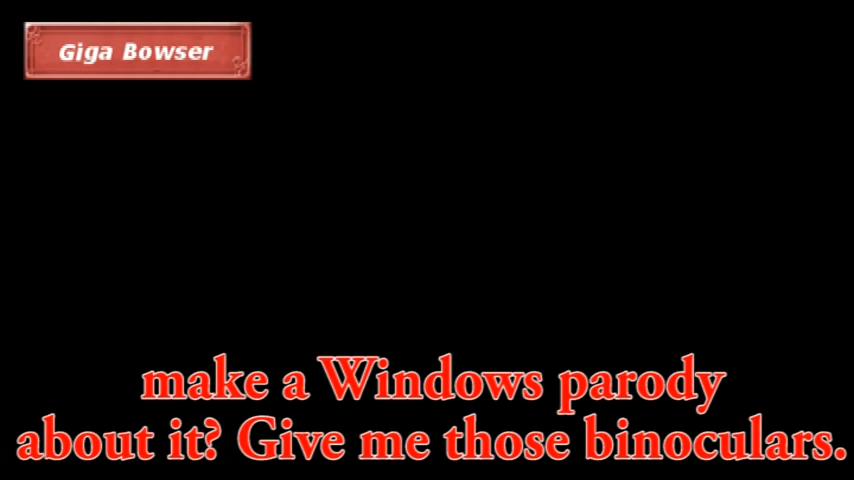 Giga Bowser
make a Windows parody
about it? Give me those binoculars.